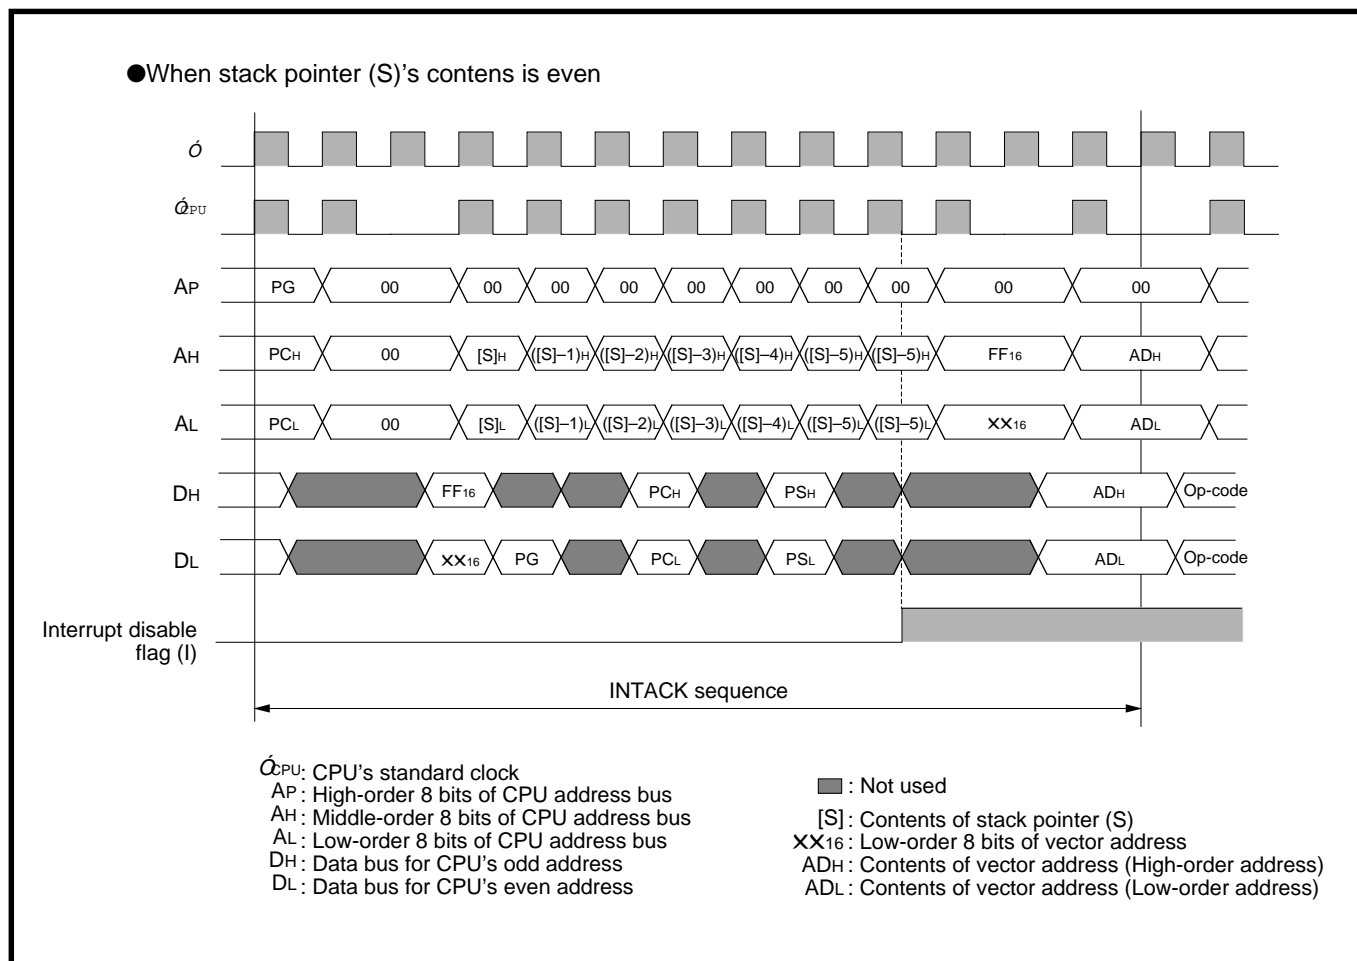 ●When stack pointer (S)'s contens is even
Ó
ÓCPU
AP PG 00 00 00 00 00 00 00 00 00 00
AH PCH 00 [S]H ([S]–1)H ([S]–2)H ([S]–3)H ([S]–4)H ([S]–5)H ([S]–5)H FF16 ADH
AL PCL 00 [S]L ([S]–1)L ([S]–2)L ([S]–3)L ([S]–4)L ([S]–5)L ([S]–5)L XX16 ADL
DH FF16 PCH PSH ADH Op-code
DL XX16 PG PCL PSL ADL Op-code
Interrupt disable
flag (I)
INTACK sequence
ÓCPU: CPU's standard clock
AP : High-order 8 bits of CPU address bus
AH : Middle-order 8 bits of CPU address bus
AL : Low-order 8 bits of CPU address bus
DH : Data bus for CPU's odd address
DL : Data bus for CPU's even address
: Not used
[S] : Contents of stack pointer (S)
XX16 : Low-order 8 bits of vector address
ADH : Contents of vector address (High-order address)
ADL : Contents of vector address (Low-order address)